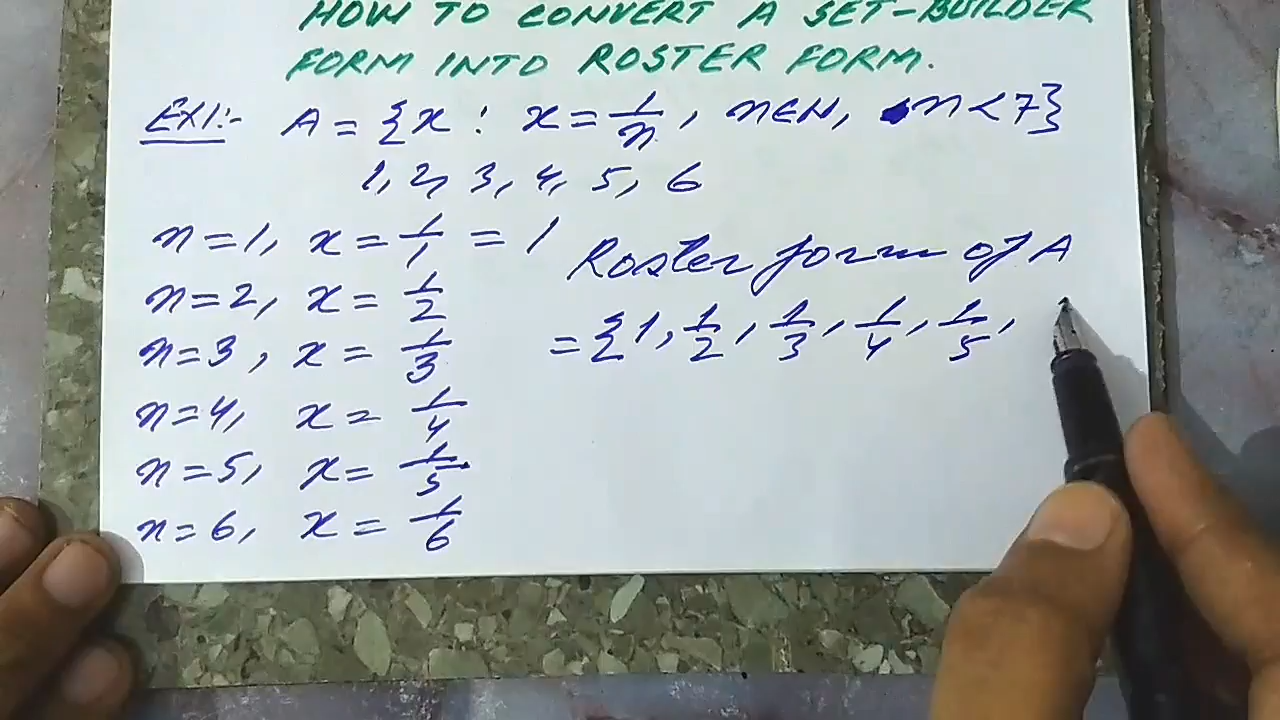 HOW TO CONVERT A SET-BUILDER
FORM INTO ROSTER FORM.
EX1:- A = {x : x = 1/n, n∈N, n<7}
1, 2, 3, 4, 5, 6
n=1, x = 1/1 = 1
Roster form of A
n=2, x = 1/2
= {1, 1/2, 1/3, 1/4, 1/5,
n=3, x = 1/3
n=4, x = 1/4
n=5, x = 1/5
n=6, x = 1/6